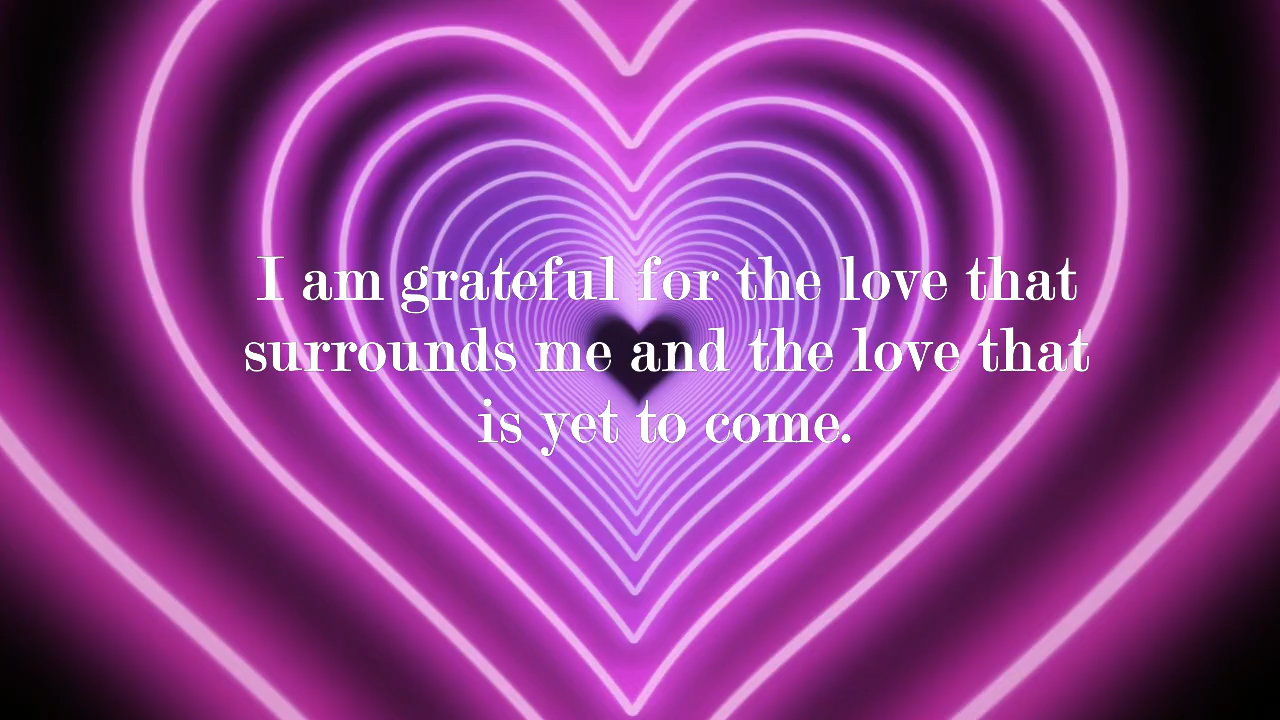 I am grateful for the love that
surrounds me and the love that
is yet to come.